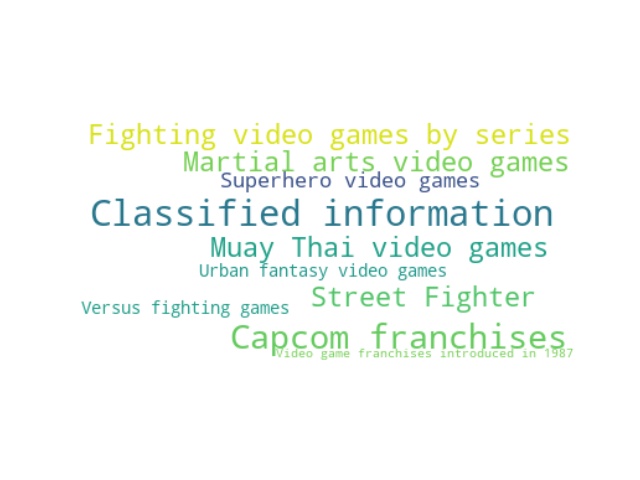 Fighting video games by series
Martial arts video games
Superhero video games
Classified information
Muay Thai video games
Urban fantasy video games
Street Fighter
Versus fighting games
Capcom franchises
Video game franchises introduced in 1987